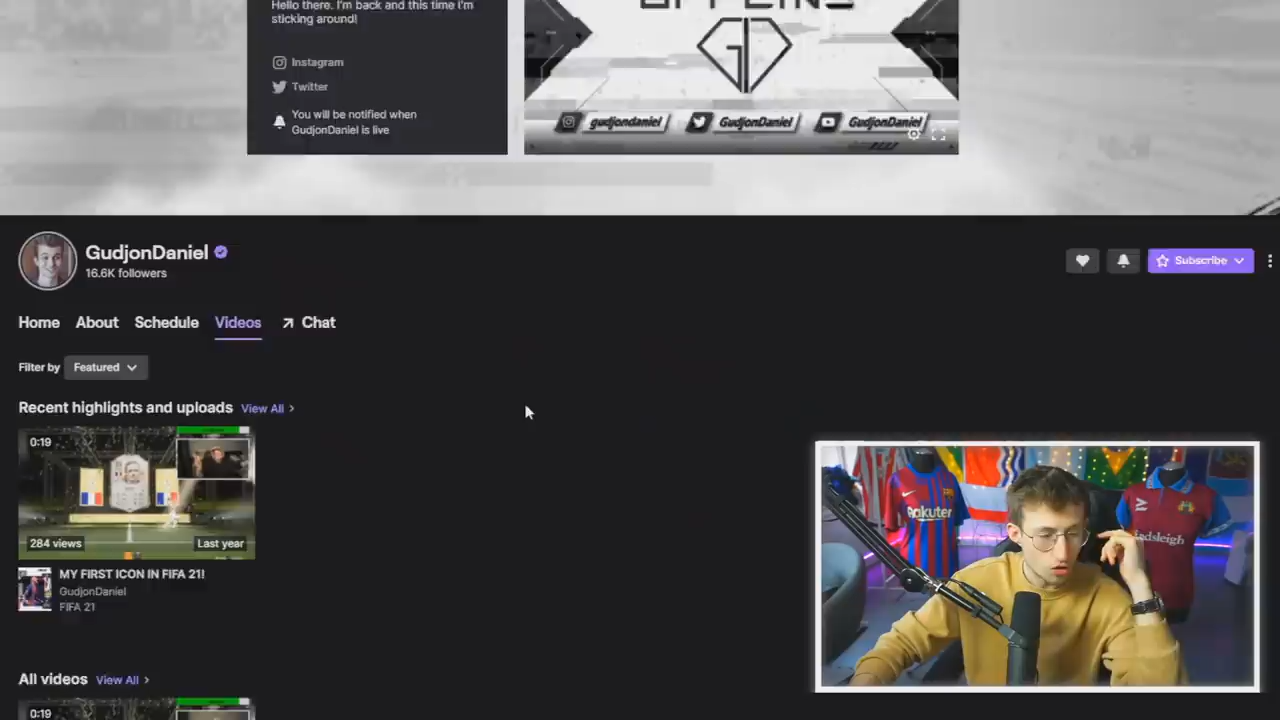 Hello there. I'm back and this time I'm
sticking around!
Instagram
Twitter
You will be notified when
GudjonDaniel is live
GD
gudjondaniel
GudjonDaniel
GudjonDaniel
GudjonDaniel
16.6K followers
Subscribe
Home
About
Schedule
Videos
Chat
Filter by
Featured
Recent highlights and uploads
View All
0:19
284 views
Last year
MY FIRST ICON IN FIFA 21!
GudjonDaniel
FIFA 21
All videos
View All
0:19
Rakuten